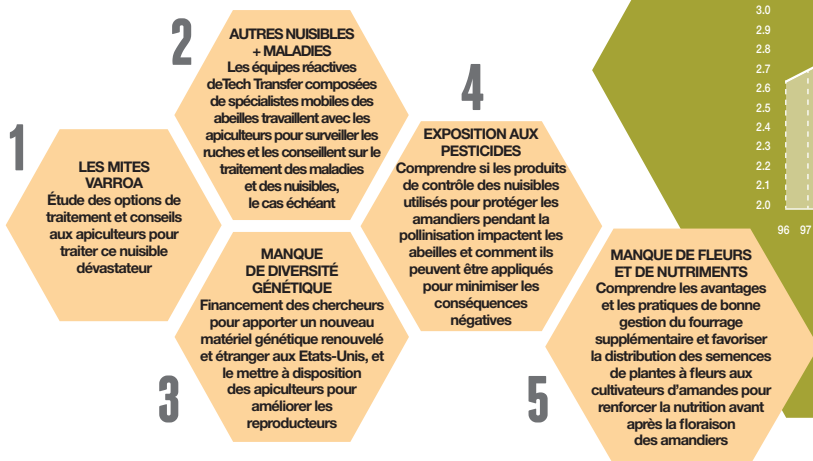 1
LES MITES
VARROA
Étude des options de
traitement et conseils
aux apiculteurs pour
traiter ce nuisible
dévastateur
2
AUTRES NUISIBLES
+ MALADIES
Les équipes réactives
deTech Transfer composées
de spécialistes mobiles des
abeilles travaillent avec les
apiculteurs pour surveiller les
ruches et les conseillent sur le
traitement des maladies
et des nuisibles,
le cas échéant
3
MANQUE
DE DIVERSITÉ
GÉNÉTIQUE
Financement des chercheurs
pour apporter un nouveau
matériel génétique renouvelé
et étranger aux Etats-Unis, et
le mettre à disposition
des apiculteurs pour
améliorer les
reproducteurs
4
EXPOSITION AUX
PESTICIDES
Comprendre si les produits
de contrôle des nuisibles
utilisés pour protéger les
amandiers pendant la
pollinisation impactent les
abeilles et comment ils
peuvent être appliqués
pour minimiser les
conséquences
négatives
5
MANQUE DE FLEURS
ET DE NUTRIMENTS
Comprendre les avantages
et les pratiques de bonne
gestion du fourrage
supplémentaire et favoriser
la distribution des semences
de plantes à fleurs aux
cultivateurs d'amandes pour
renforcer la nutrition avant
après la floraison
des amandiers
3.0
2.9
2.8
2.7
2.6
2.5
2.4
2.3
2.2
2.1
2.0
96 97